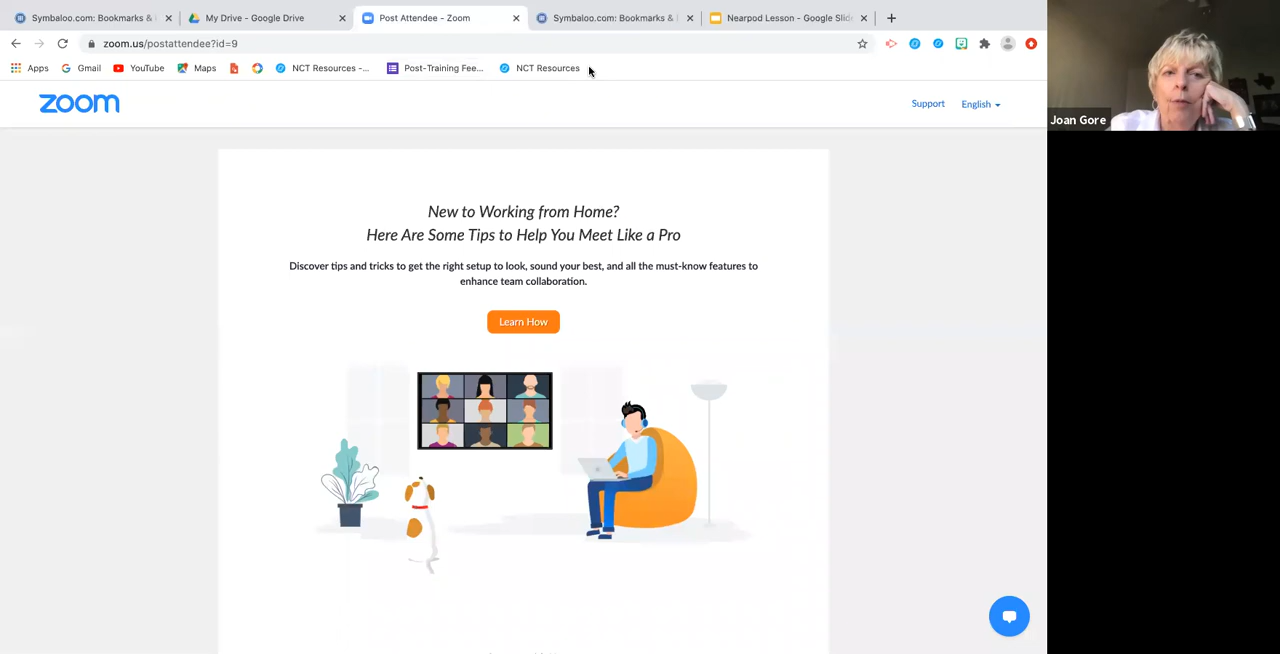 Symbaloo.com: Bookmarks &
My Drive - Google Drive
Post Attendee - Zoom
Symbaloo.com: Bookmarks &
Nearpod Lesson - Google Slid
zoom.us/postattendee?id=9
Apps
Gmail
YouTube
Maps
NCT Resources -...
Post-Training Fee...
NCT Resources
zoom
Support
English
Joan Gore
New to Working from Home?
Here Are Some Tips to Help You Meet Like a Pro
Discover tips and tricks to get the right setup to look, sound your best, and all the must-know features to
enhance team collaboration.
Learn How